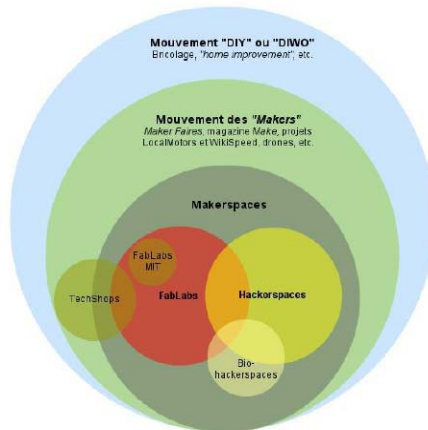 Mouvement "DIY" ou "DIWO"
Bricolage, "home improvement", etc.
Mouvement des "Makers"
Maker Faires, magazine Make, projets
LocalMotors et WikiSpeed, drones, etc.
Makerspaces
FabLabs
MIT
TechShops
FabLabs
Hackerspaces
Bio-
hackerspaces